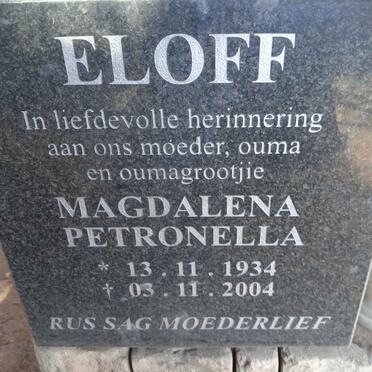 ELOFF
In liefdevolle herinnering
aan ons moeder, ouma
en oumagrootjie
MAGDALENA
PETRONELLA
* 13 . 11 . 1934
† 03 . 11 . 2004
RUS SAG MOEDERLIEF